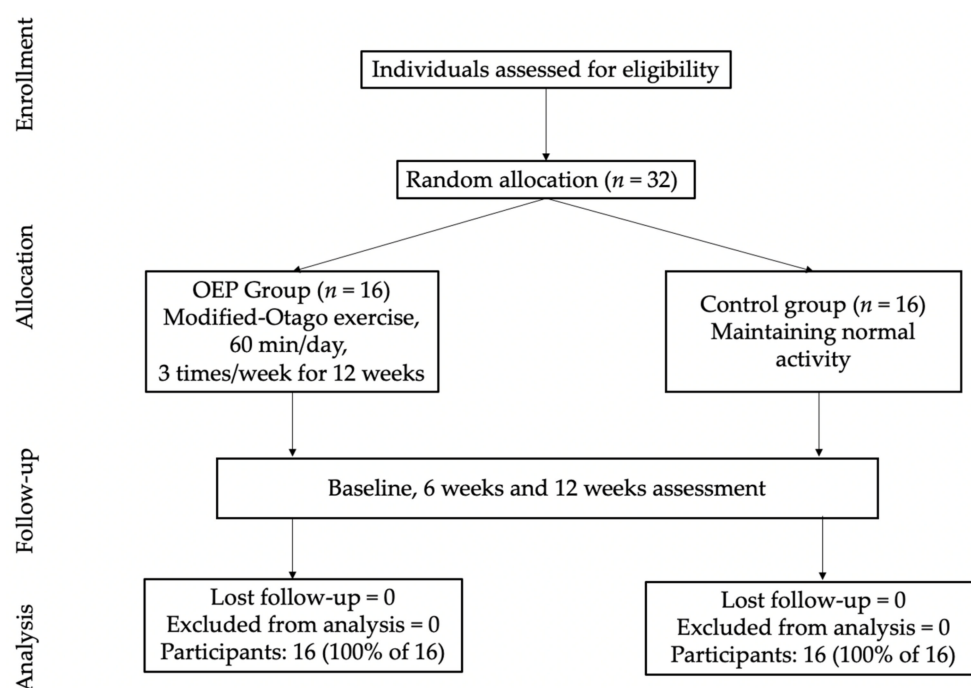 Enrollment
Individuals assessed for eligibility
Random allocation (n = 32)
Allocation
OEP Group (n = 16)
Modified-Otago exercise,
60 min/day,
3 times/week for 12 weeks
Control group (n = 16)
Maintaining normal
activity
Follow-up
Baseline, 6 weeks and 12 weeks assessment
Analysis
Lost follow-up = 0
Excluded from analysis = 0
Participants: 16 (100% of 16)
Lost follow-up = 0
Excluded from analysis = 0
Participants: 16 (100% of 16)